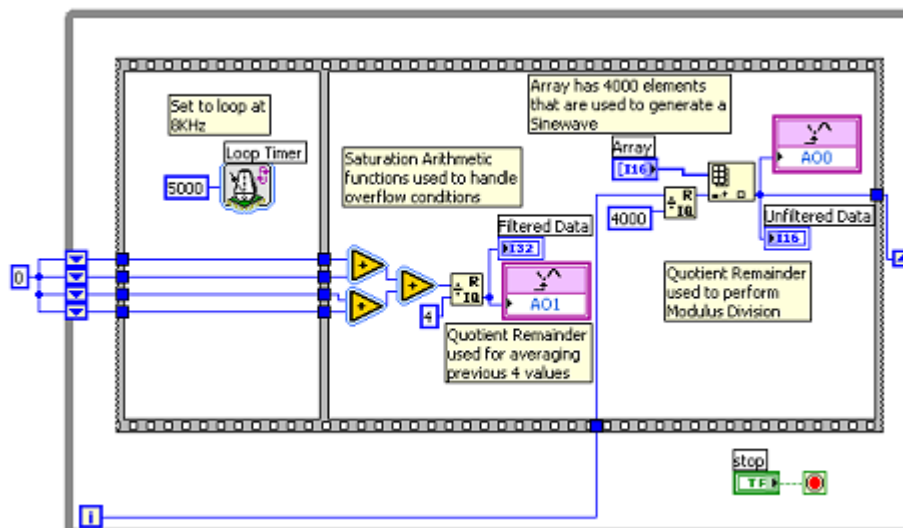 Set to loop at
8KHz
Loop Timer
5000
0
Saturation Arithmetic
functions used to handle
overflow conditions
Filtered Data
I32
AO1
R
IQ
4
Quotient Remainder
used for averaging
previous 4 values
Array has 4000 elements
that are used to generate a
Sinewave
Array
[I16]
R
IQ
4000
AO0
Unfiltered Data
I16
Quotient Remainder
used to perform
Modulus Division
stop
TF
i